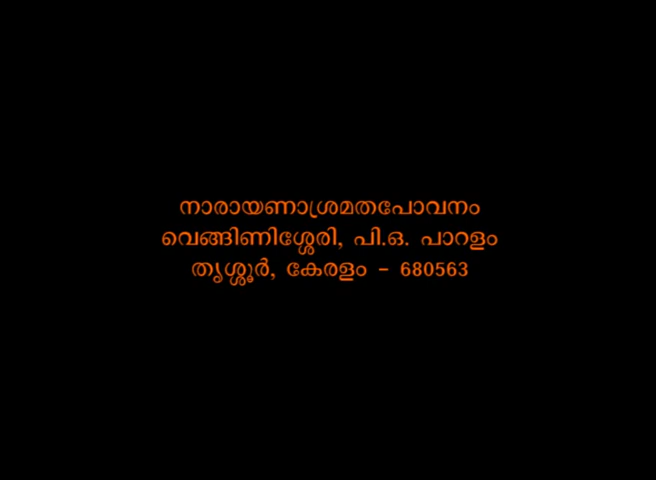 നാരായണാശ്രമതപോവനം
വെങ്ങിണിശ്ശേരി, പി.ഒ. പാറളം
തൃശ്ശൂർ, കേരളം - 680563